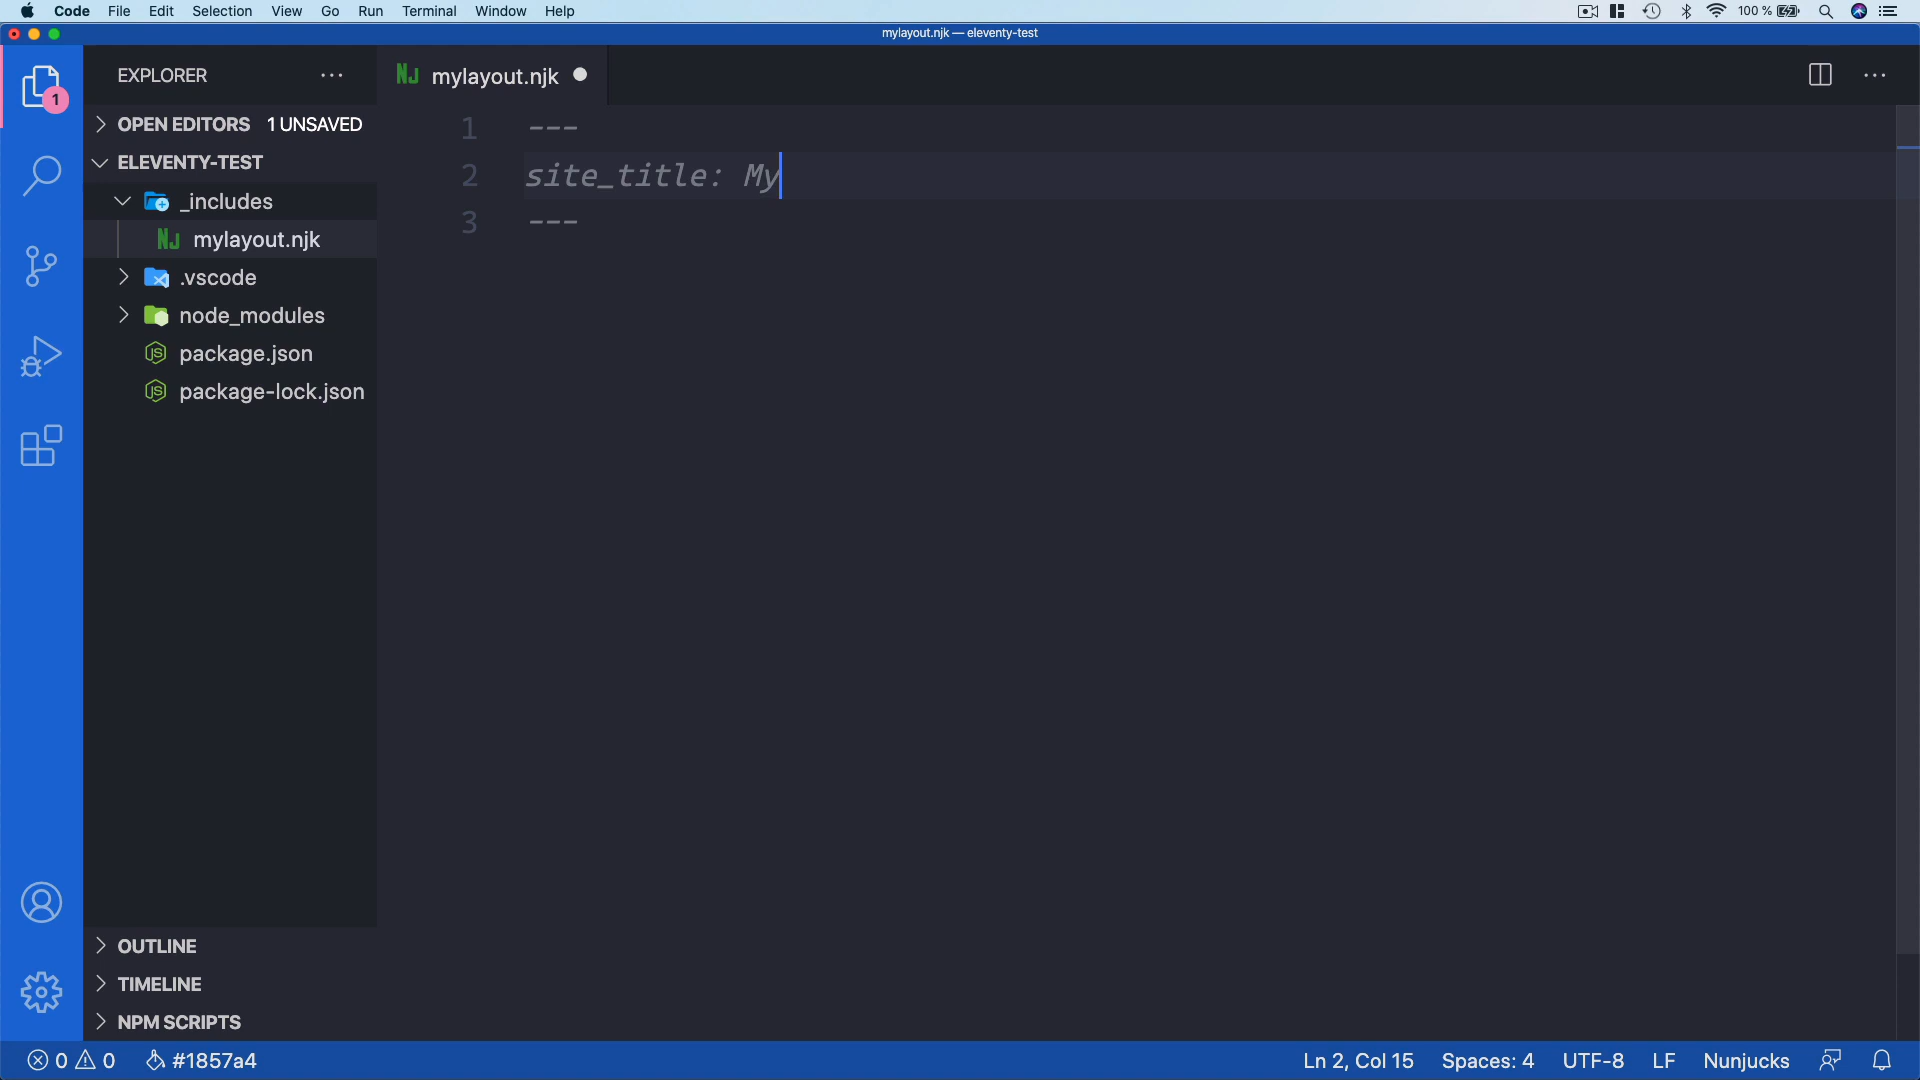 Code File Edit Selection View Go Run Terminal Window Help 100 %
mylayout.njk — eleventy-test
EXPLORER
OPEN EDITORS 1 UNSAVED
ELEVENTY-TEST
_includes
mylayout.njk
.vscode
node_modules
package.json
package-lock.json
OUTLINE
TIMELINE
NPM SCRIPTS
1
NJ mylayout.njk
1 ---
2 site_title: My
3 ---
0 0 #1857a4
Ln 2, Col 15 Spaces: 4 UTF-8 LF Nunjucks